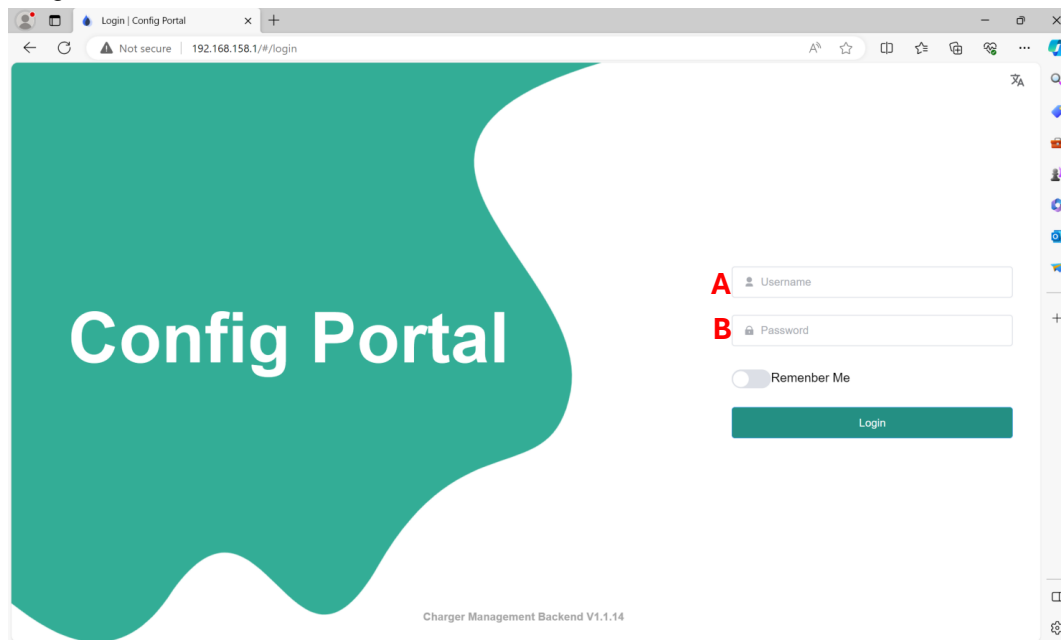 Login | Config Portal
Not secure | 192.168.158.1/#/login
A Username
Config Portal
B Password
Remenber Me
Login
Charger Management Backend V1.1.14